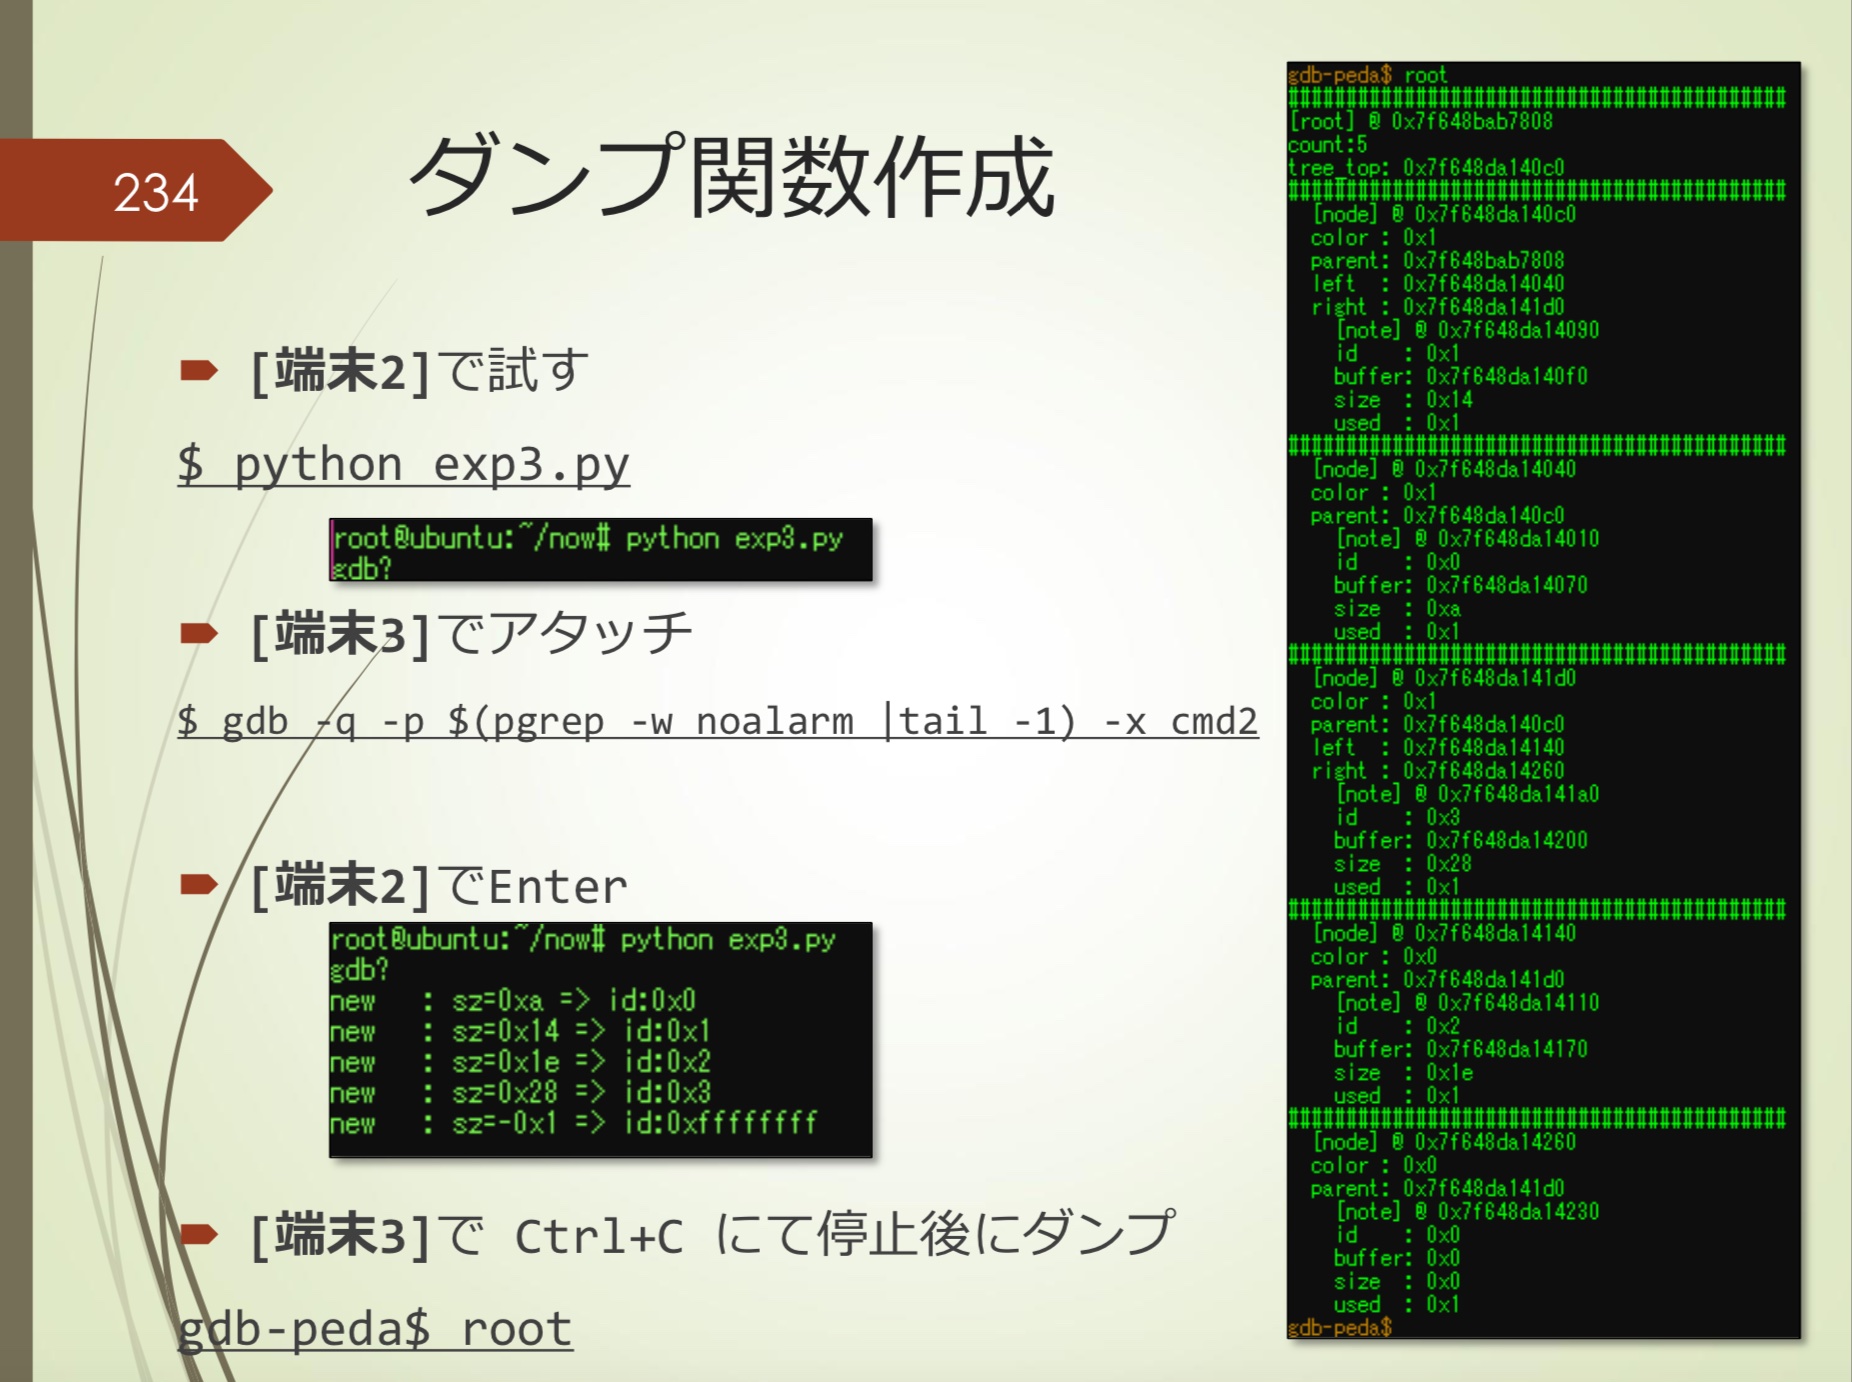 234
ダンプ関数作成
[端末2]で試す
$ python exp3.py
root@ubuntu:~/now# python exp3.py
gdb?
[端末3]でアタッチ
$ gdb -q -p $(pgrep -w noalarm |tail -1) -x cmd2
[端末2]でEnter
root@ubuntu:~/now# python exp3.py
gdb?
new   : sz=0xa => id:0x0
new   : sz=0x14 => id:0x1
new   : sz=0x1e => id:0x2
new   : sz=0x28 => id:0x3
new   : sz=-0x1 => id:0xffffffff
[端末3]で Ctrl+C にて停止後にダンプ
gdb-peda$ root
gdb-peda$ root
###########################################
[root] @ 0x7f648bab7808
count:5
tree_top: 0x7f648da140c0
###########################################
[node] @ 0x7f648da140c0
color : 0x1
parent: 0x7f648bab7808
left  : 0x7f648da14040
right : 0x7f648da141d0
[note] @ 0x7f648da14090
id    : 0x1
buffer: 0x7f648da140f0
size  : 0x14
used  : 0x1
###########################################
[node] @ 0x7f648da14040
color : 0x1
parent: 0x7f648da140c0
[note] @ 0x7f648da14010
id    : 0x0
buffer: 0x7f648da14070
size  : 0xa
used  : 0x1
###########################################
[node] @ 0x7f648da141d0
color : 0x1
parent: 0x7f648da140c0
left  : 0x7f648da14140
right : 0x7f648da14260
[note] @ 0x7f648da141a0
id    : 0x3
buffer: 0x7f648da14200
size  : 0x28
used  : 0x1
###########################################
[node] @ 0x7f648da14140
color : 0x0
parent: 0x7f648da141d0
[note] @ 0x7f648da14110
id    : 0x2
buffer: 0x7f648da14170
size  : 0x1e
used  : 0x1
###########################################
[node] @ 0x7f648da14260
color : 0x0
parent: 0x7f648da141d0
[note] @ 0x7f648da14230
id    : 0x0
buffer: 0x0
size  : 0x0
used  : 0x1
gdb-peda$